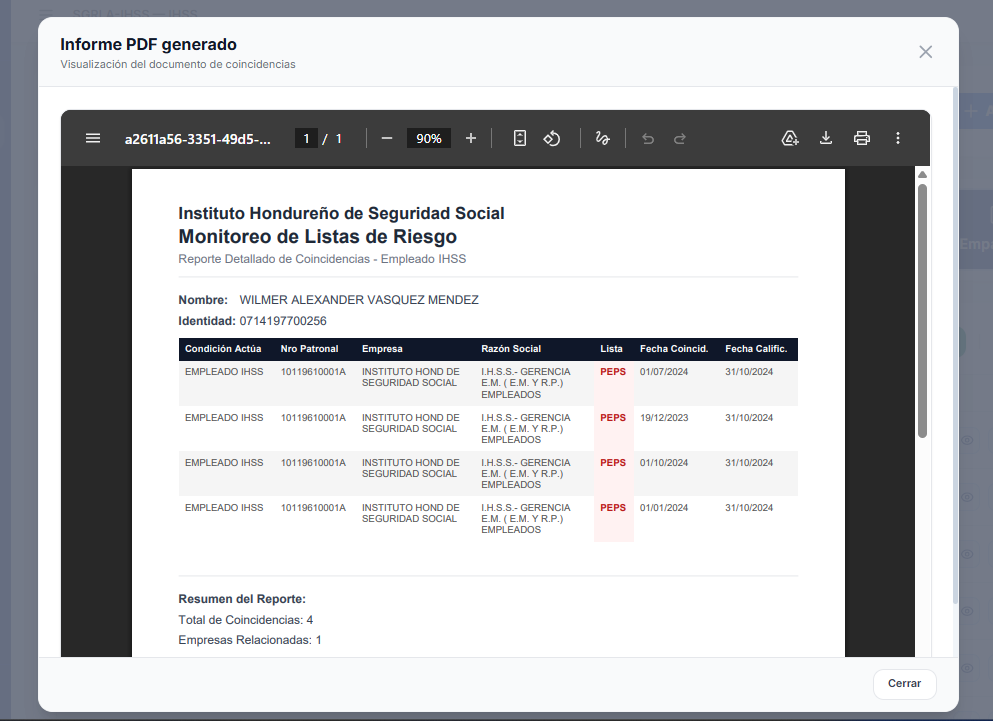 SGRLA-IHSS — IHSS
Informe PDF generado
Visualización del documento de coincidencias
a2611a56-3351-49d5-...
1 / 1
90%
Instituto Hondureño de Seguridad Social
Monitoreo de Listas de Riesgo
Reporte Detallado de Coincidencias - Empleado IHSS
Nombre: WILMER ALEXANDER VASQUEZ MENDEZ
Identidad: 0714197700256
Condición Actúa Nro Patronal Empresa Razón Social Lista Fecha Coincid. Fecha Calific.
EMPLEADO IHSS 10119610001A INSTITUTO HOND DE I.H.S.S.- GERENCIA PEPS 01/07/2024 31/10/2024
SEGURIDAD SOCIAL E.M. ( E.M. Y R.P.)
EMPLEADOS
EMPLEADO IHSS 10119610001A INSTITUTO HOND DE I.H.S.S.- GERENCIA PEPS 19/12/2023 31/10/2024
SEGURIDAD SOCIAL E.M. ( E.M. Y R.P.)
EMPLEADOS
EMPLEADO IHSS 10119610001A INSTITUTO HOND DE I.H.S.S.- GERENCIA PEPS 01/10/2024 31/10/2024
SEGURIDAD SOCIAL E.M. ( E.M. Y R.P.)
EMPLEADOS
EMPLEADO IHSS 10119610001A INSTITUTO HOND DE I.H.S.S.- GERENCIA PEPS 01/01/2024 31/10/2024
SEGURIDAD SOCIAL E.M. ( E.M. Y R.P.)
EMPLEADOS
Resumen del Reporte:
Total de Coincidencias: 4
Empresas Relacionadas: 1
Cerrar